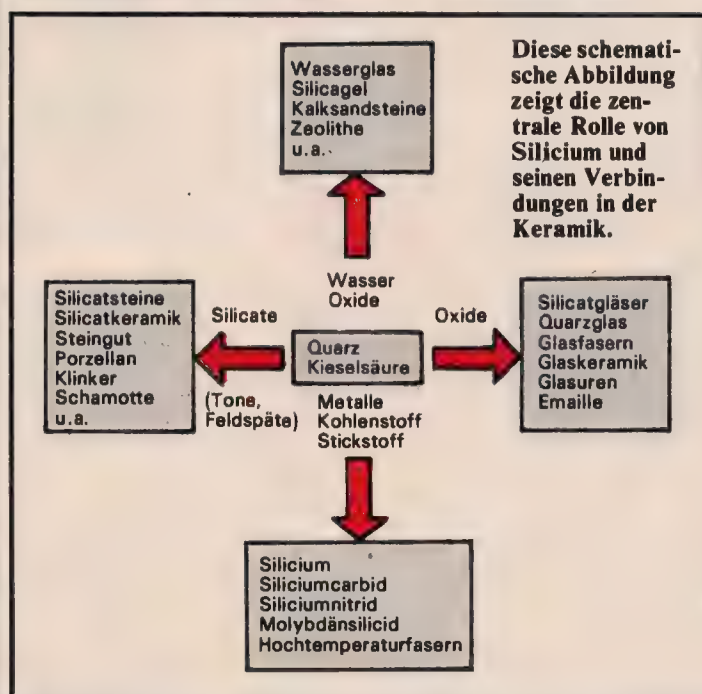 Diese schemati-
sche Abbildung
zeigt die zen-
trale Rolle von
Silicium und
seinen Verbin-
dungen in der
Keramik.
Wasserglas
Silicagel
Kalksandsteine
Zeolithe
u.a.
Wasser
Oxide
Silicatsteine
Silicatkeramik
Steingut
Porzellan
Klinker
Schamotte
u.a.
Silicate
(Tone,
Feldspäte)
Quarz
Kieselsäure
Oxide
Silicatgläser
Quarzglas
Glasfasern
Glaskeramik
Glasuren
Emaille
Metalle
Kohlenstoff
Stickstoff
Silicium
Siliciumcarbid
Siliciumnitrid
Molybdänsilicid
Hochtemperaturfasern